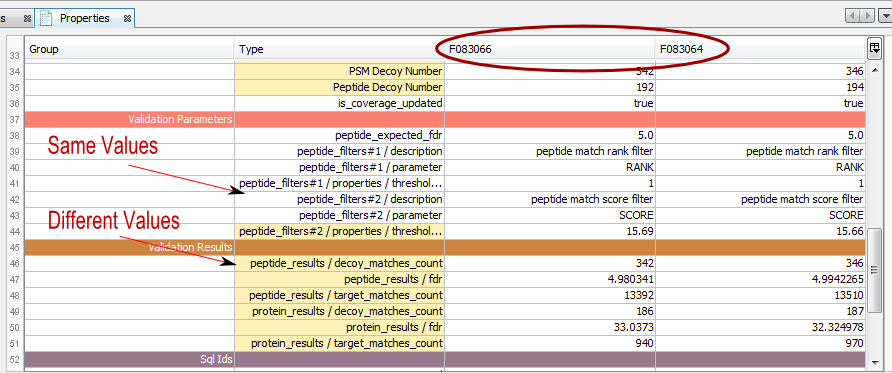 s Properties
33 Group Type F083066 F083064
34 PSM Decoy Number 342 346
35 Peptide Decoy Number 192 194
36 is_coverage_updated true true
37 Validation Parameters
38 peptide_expected_fdr 5.0 5.0
39 peptide_filters#1 / description peptide match rank filter peptide match rank filter
Same Values
40 peptide_filters#1 / parameter RANK RANK
41 peptide_filters#1 / properties / threshol... 1 1
42 peptide_filters#2 / description peptide match score filter peptide match score filter
43 peptide_filters#2 / parameter SCORE SCORE
Different Values
44 peptide_filters#2 / properties / threshol... 15.69 15.66
45 Validation Results
46 peptide_results / decoy_matches_count 342 346
47 peptide_results / fdr 4.980341 4.9942265
48 peptide_results / target_matches_count 13392 13510
49 protein_results / decoy_matches_count 186 187
50 protein_results / fdr 33.0373 32.324978
51 protein_results / target_matches_count 940 970
52 Sql Ids